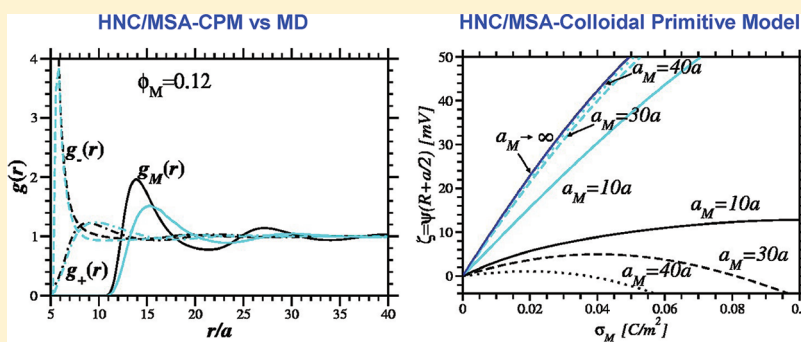 HNC/MSA-CPM vs MD
HNC/MSA-Colloidal Primitive Model
4
3
2
1
0
g(r)
ϕM=0.12
g-(r)
gM(r)
g+(r)
5 10 15 20 25 30 35 40
r/a
50
40
30
20
10
0
ζ=ψ(R+a/2) [mV]
aM=40a
aM→∞
aM=30a
aM=10a
aM=10a
aM=30a
aM=40a
0 0.02 0.04 0.06 0.08 0.
σM [C/m²]